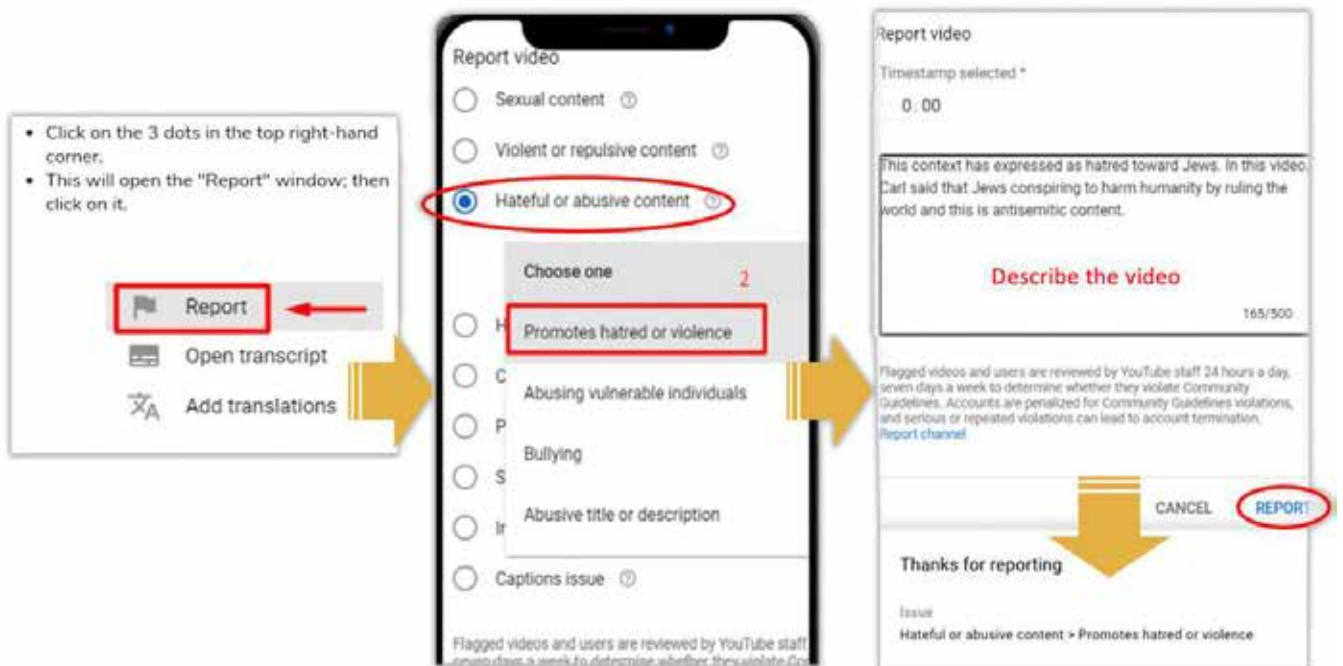 • Click on the 3 dots in the top right-hand
corner.
• This will open the "Report" window; then
click on it.
Report
Open transcript
Add translations
Report video
Sexual content
Violent or repulsive content
Hateful or abusive content
Choose one
2
Promotes hatred or violence
Abusing vulnerable individuals
Bullying
Abusive title or description
H
C
P
S
Captions issue
Flagged videos and users are reviewed by YouTube staff
seven days a week to determine whether they violate
Report video
Timestamp selected *
0:00
This context has expressed as hatred toward Jews. In this video
Carl said that Jews conspiring to harm humanity by ruling the
world and this is antisemitic content.
Describe the video
165/500
Flagged videos and users are reviewed by YouTube staff 24 hours a day,
seven days a week to determine whether they violate Community
Guidelines. Accounts are penalized for Community Guidelines violations,
and serious or repeated violations can lead to account termination.
Report channel
CANCEL
REPORT
Thanks for reporting
Issue
Hateful or abusive content > Promotes hatred or violence